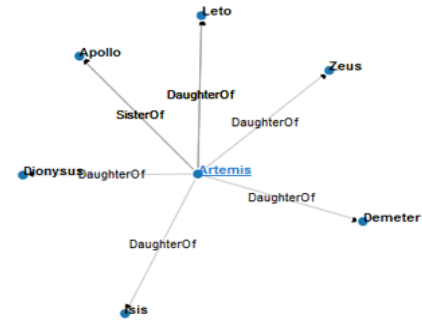 Leto
Apollo
Zeus
DaughterOf
SisterOf
DaughterOf
Dionysus
DaughterOf
Artemis
DaughterOf
Demeter
DaughterOf
Isis